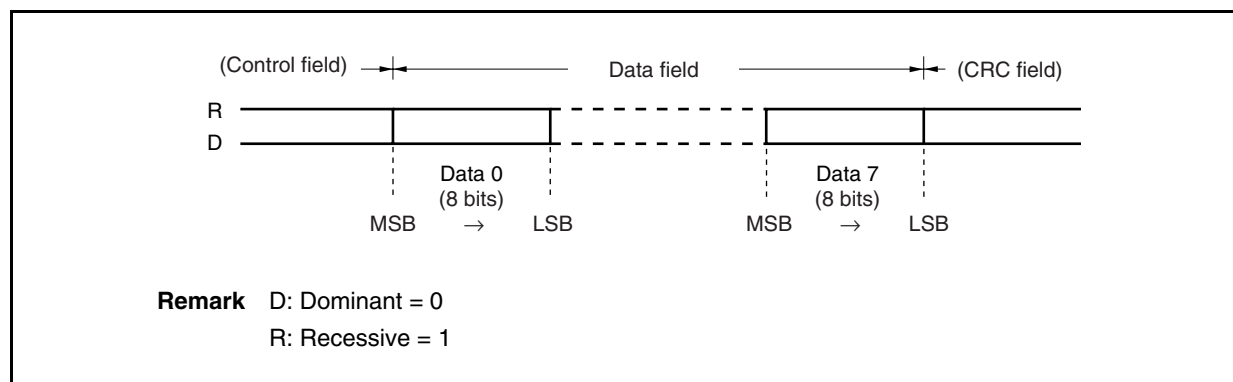 (Control field) Data field (CRC field)
R
D
Data 0 Data 7
(8 bits) (8 bits)
MSB → LSB MSB → LSB
Remark D: Dominant = 0
R: Recessive = 1